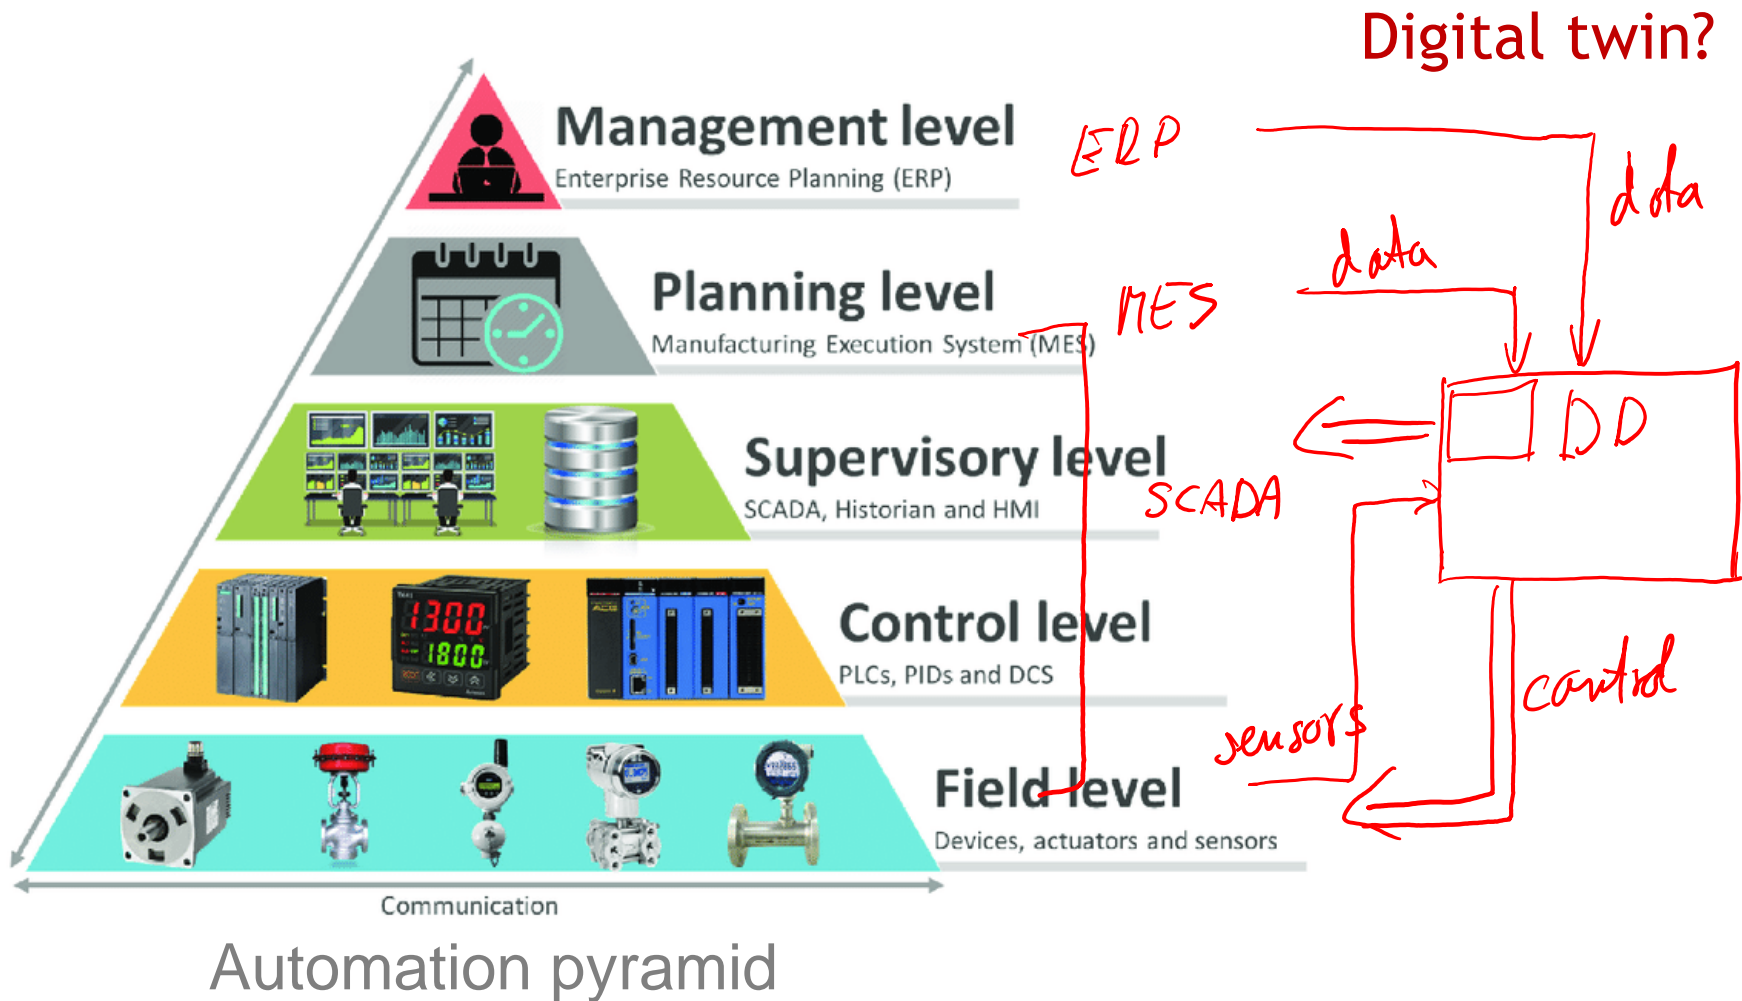 Digital twin?
Management level
Enterprise Resource Planning (ERP)
ERP
data
data
Planning level
Manufacturing Execution System (MES)
MES
DD
Supervisory level
SCADA, Historian and HMI
SCADA
1300
1800
Control level
PLCs, PIDs and DCS
control
sensors
Field level
Devices, actuators and sensors
Communication
Automation pyramid